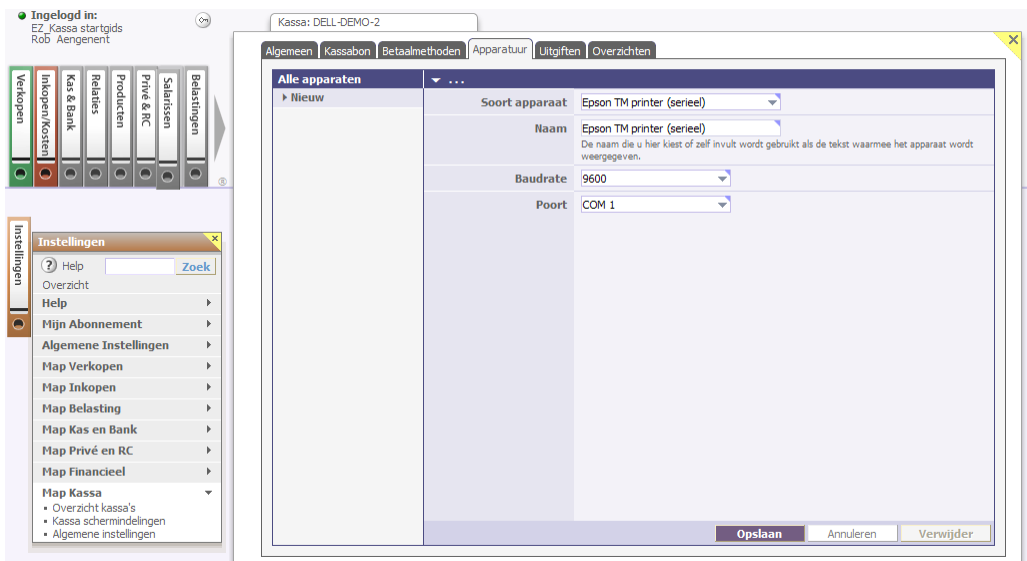 Ingelogd in:
EZ_Kassa startgids
Rob Aengenent
Verkopen
Inkopen/Kosten
Kas & Bank
Relaties
Producten
Privé & RC
Salarissen
Belastingen
®
Instellingen
Instellingen
? Help
Zoek
Overzicht
Help
Mijn Abonnement
Algemene Instellingen
Map Verkopen
Map Inkopen
Map Belasting
Map Kas en Bank
Map Privé en RC
Map Financieel
Map Kassa
Overzicht kassa's
Kassa schermindelingen
Algemene instellingen
Kassa: DELL-DEMO-2
Algemeen Kassabon Betaalmethoden Apparatuur Uitgiften Overzichten
Alle apparaten
Nieuw
...
Soort apparaat Epson TM printer (serieel)
Naam Epson TM printer (serieel)
De naam die u hier kiest of zelf invult wordt gebruikt als de tekst waarmee het apparaat wordt
weergegeven.
Baudrate 9600
Poort COM 1
Opslaan Annuleren Verwijder